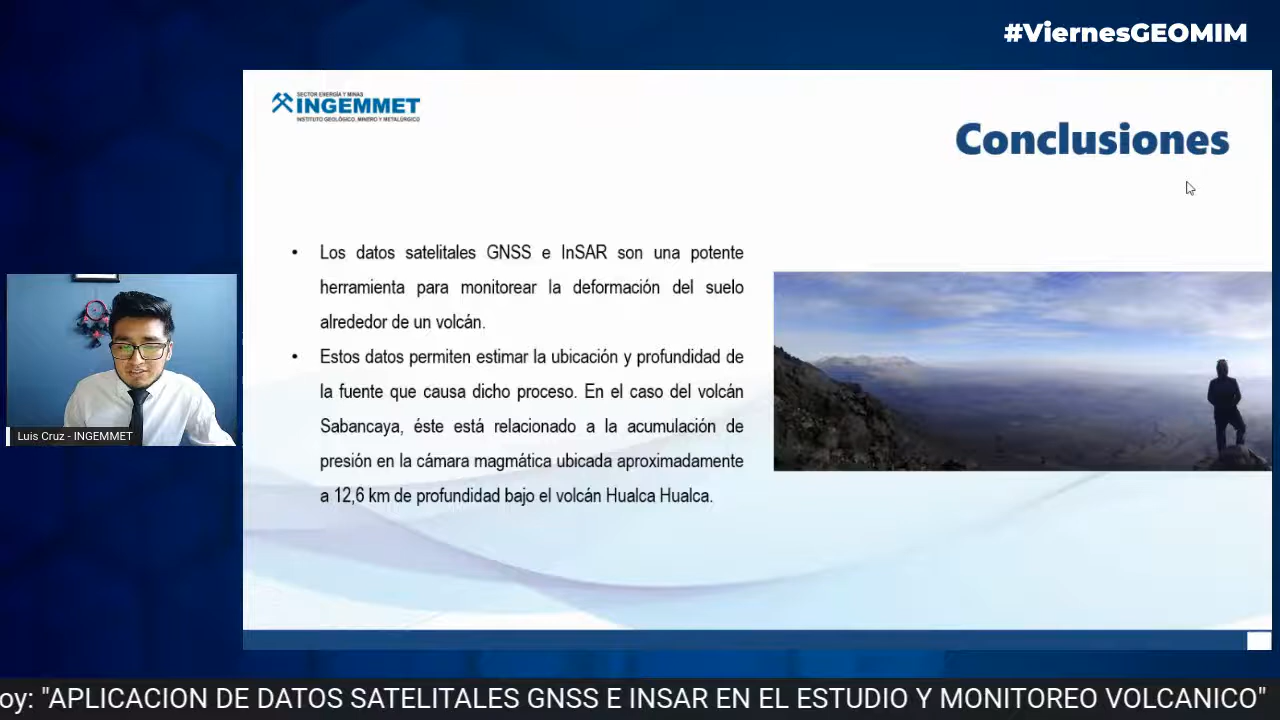 #ViernesGEOMIM
SECTOR ENERGÍA Y MINAS
INGEMMET
INSTITUTO GEOLÓGICO, MINERO Y METALÚRGICO
Conclusiones
• Los datos satelitales GNSS e InSAR son una potente
herramienta para monitorear la deformación del suelo
alrededor de un volcán.
• Estos datos permiten estimar la ubicación y profundidad de
la fuente que causa dicho proceso. En el caso del volcán
Sabancaya, éste está relacionado a la acumulación de
presión en la cámara magmática ubicada aproximadamente
a 12,6 km de profundidad bajo el volcán Hualca Hualca.
Luis Cruz - INGEMMET
oy: "APLICACION DE DATOS SATELITALES GNSS E INSAR EN EL ESTUDIO Y MONITOREO VOLCANICO"